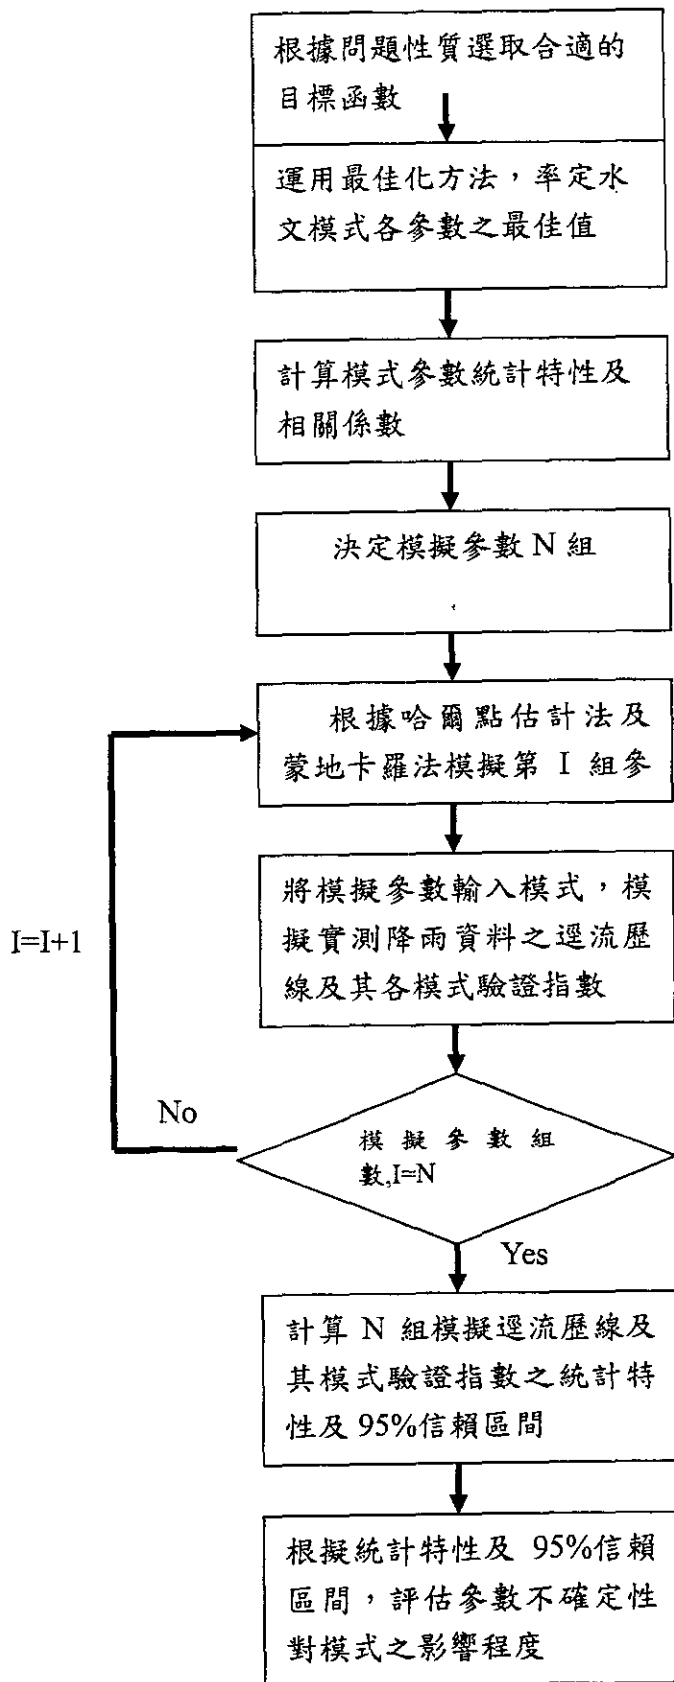 根據問題性質選取合適的
目標函數
運用最佳化方法，率定水
文模式各參數之最佳值
計算模式參數統計特性及
相關係數
決定模擬參數 N 組
根據哈爾點估計法及
蒙地卡羅法模擬第 I 組參
將模擬參數輸入模式，模
擬實測降雨資料之逕流歷
線及其各模式驗證指數
I=I+1
No
模擬參數組
數,I=N
Yes
計算 N 組模擬逕流歷線及
其模式驗證指數之統計特
性及 95%信賴區間
根擬統計特性及 95%信賴
區間，評估參數不確定性
對模式之影響程度